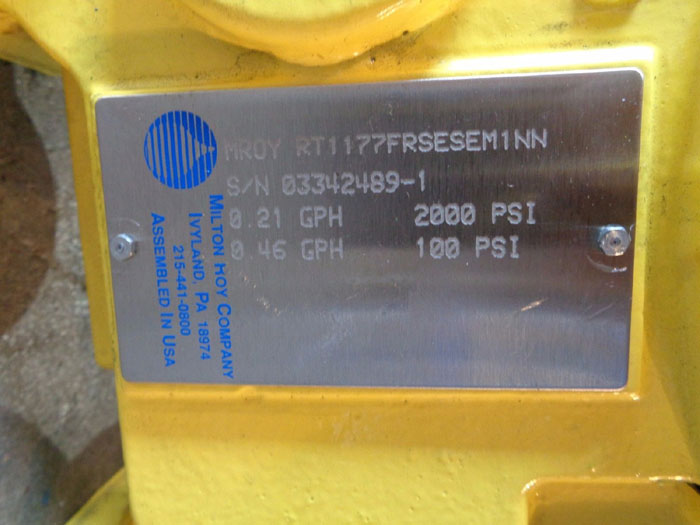 MROY RT1177FRSESEM1NN
S/N 03342489-1
0.21 GPH 2000 PSI
0.46 GPH 100 PSI
MILTON ROY COMPANY
IVYLAND, PA 18974
215-441-0800
ASSEMBLED IN USA